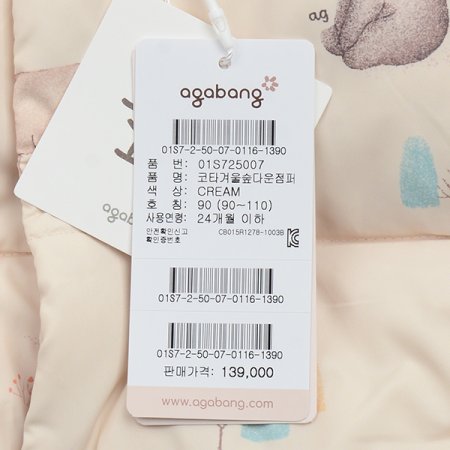 agabang
01S7-2-50-07-0116-1390
품 번: 01S725007
품 명: 코타겨울숲다운점퍼
색 상: CREAM
호 칭: 90 (90~110)
사용연령: 24개월 이하
안전확인신고
확인증번호: CB015R1278-1003B
01S7-2-50-07-0116-1390
01S7-2-50-07-0116-1390
판매가격: 139,000
www.agabang.com
agabang
ag